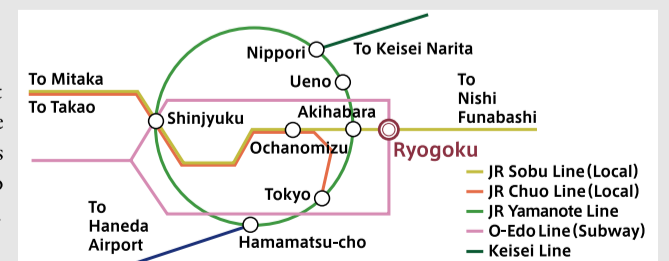 Nippori
To Keisei Narita
Ueno
To Mitaka
To Takao
To
Nishi
Funabashi
Akihabara
Shinjyuku
Ochanomizu
Ryogoku
Tokyo
To
Haneda
Airport
Hamamatsu-cho
JR Sobu Line(Local)
JR Chuo Line(Local)
JR Yamanote Line
O-Edo Line(Subway)
Keisei Line